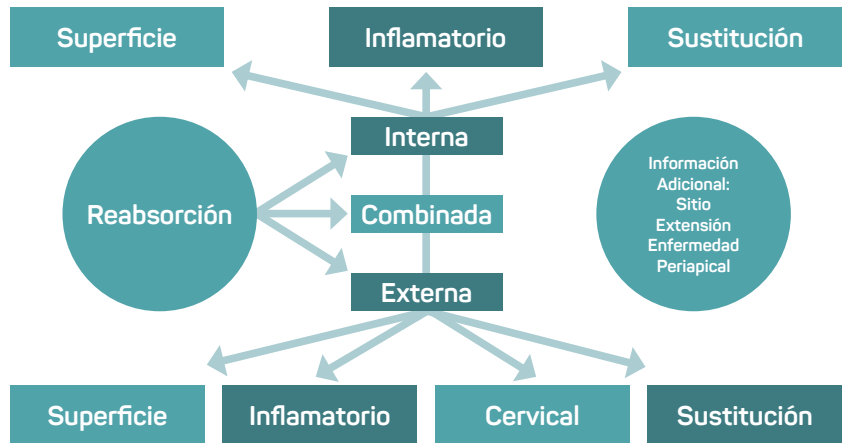 Superficie
Inflamatorio
Sustitución
Interna
Reabsorción
Combinada
Externa
Información
Adicional:
Sitio
Extensión
Enfermedad
Periapical
Superficie
Inflamatorio
Cervical
Sustitución